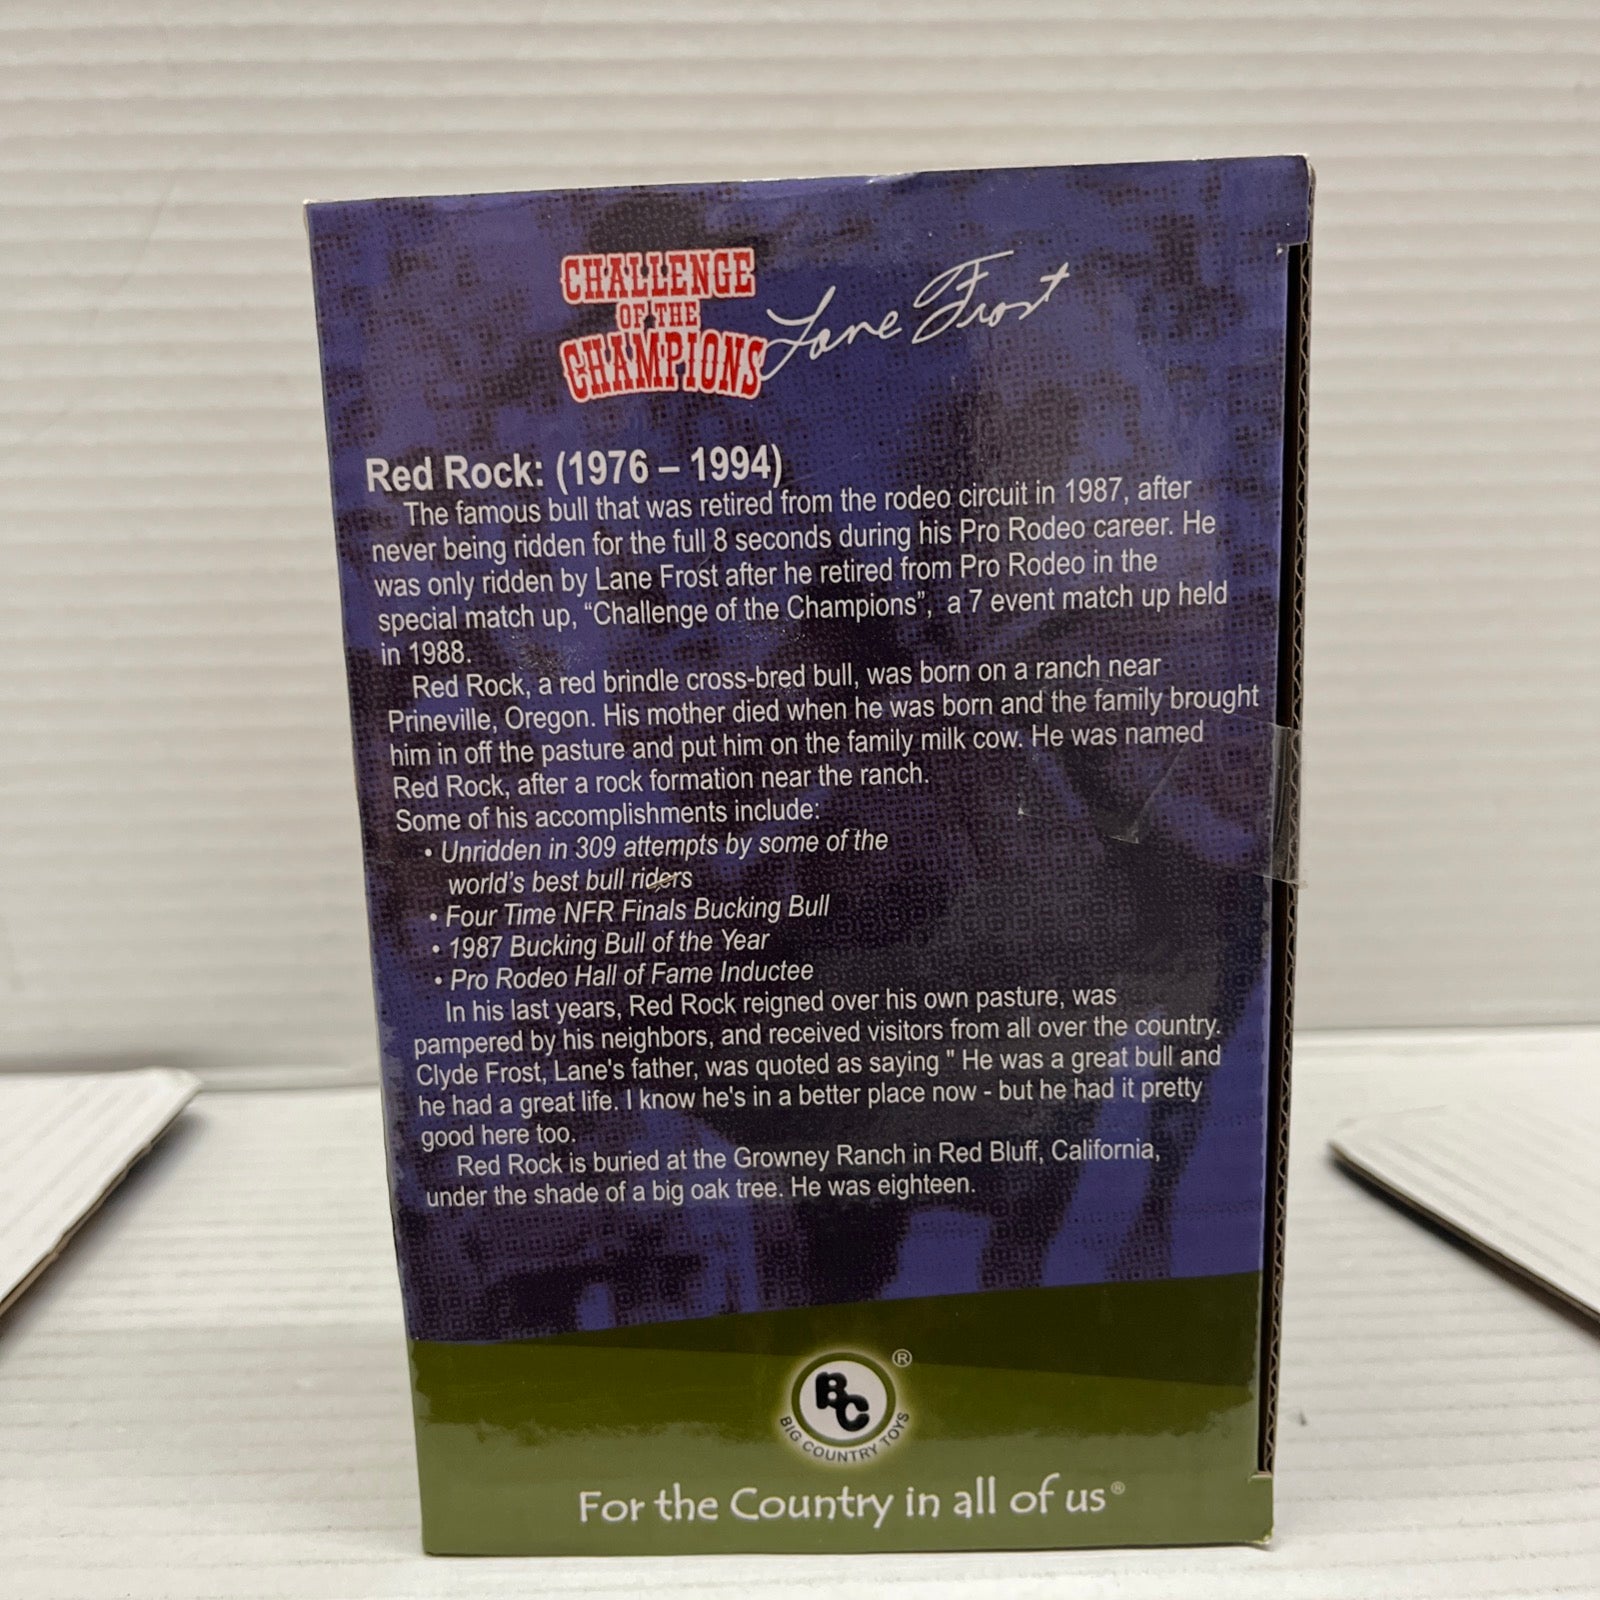 CHALLENGE
OF THE
CHAMPIONS
Lane Frost
Red Rock: (1976 – 1994)
The famous bull that was retired from the rodeo circuit in 1987, after
never being ridden for the full 8 seconds during his Pro Rodeo career. He
was only ridden by Lane Frost after he retired from Pro Rodeo in the
special match up, “Challenge of the Champions”, a 7 event match up held
in 1988.
Red Rock, a red brindle cross-bred bull, was born on a ranch near
Prineville, Oregon. His mother died when he was born and the family brought
him in off the pasture and put him on the family milk cow. He was named
Red Rock, after a rock formation near the ranch.
Some of his accomplishments include:
• Unridden in 309 attempts by some of the
world’s best bull riders
• Four Time NFR Finals Bucking Bull
• 1987 Bucking Bull of the Year
• Pro Rodeo Hall of Fame Inductee
In his last years, Red Rock reigned over his own pasture, was
pampered by his neighbors, and received visitors from all over the country.
Clyde Frost, Lane's father, was quoted as saying " He was a great bull and
he had a great life. I know he's in a better place now - but he had it pretty
good here too.
Red Rock is buried at the Growney Ranch in Red Bluff, California,
under the shade of a big oak tree. He was eighteen.
BC ®
BIG COUNTRY TOYS
For the Country in all of us®